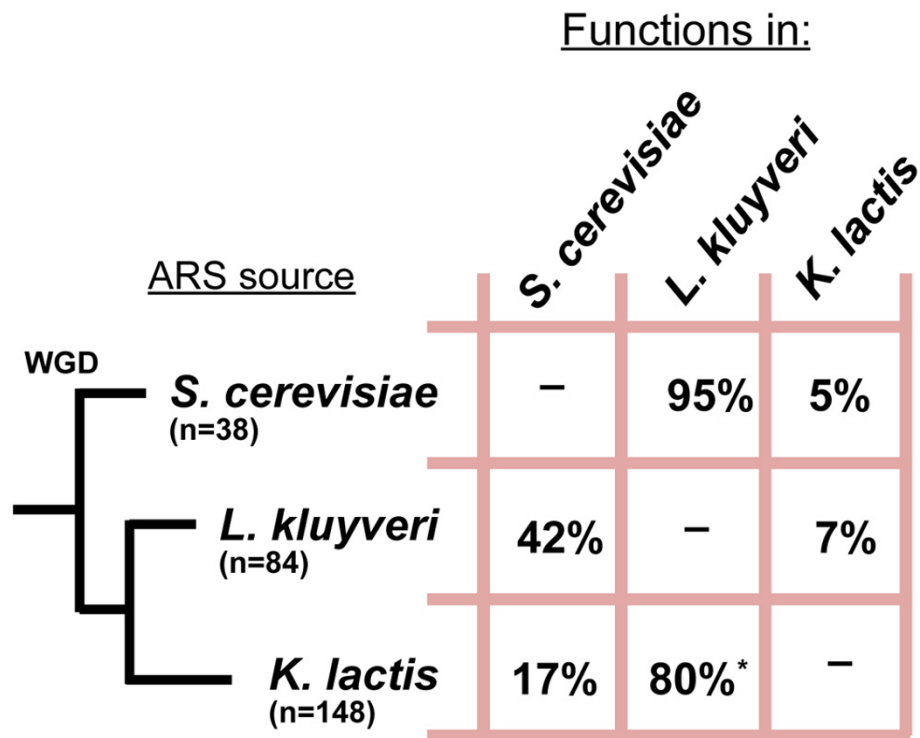 Functions in:
S. cerevisiae
L. kluyveri
K. lactis
ARS source
WGD
S. cerevisiae – 95% 5%
(n=38)
L. kluyveri 42% – 7%
(n=84)
K. lactis 17% 80%* –
(n=148)